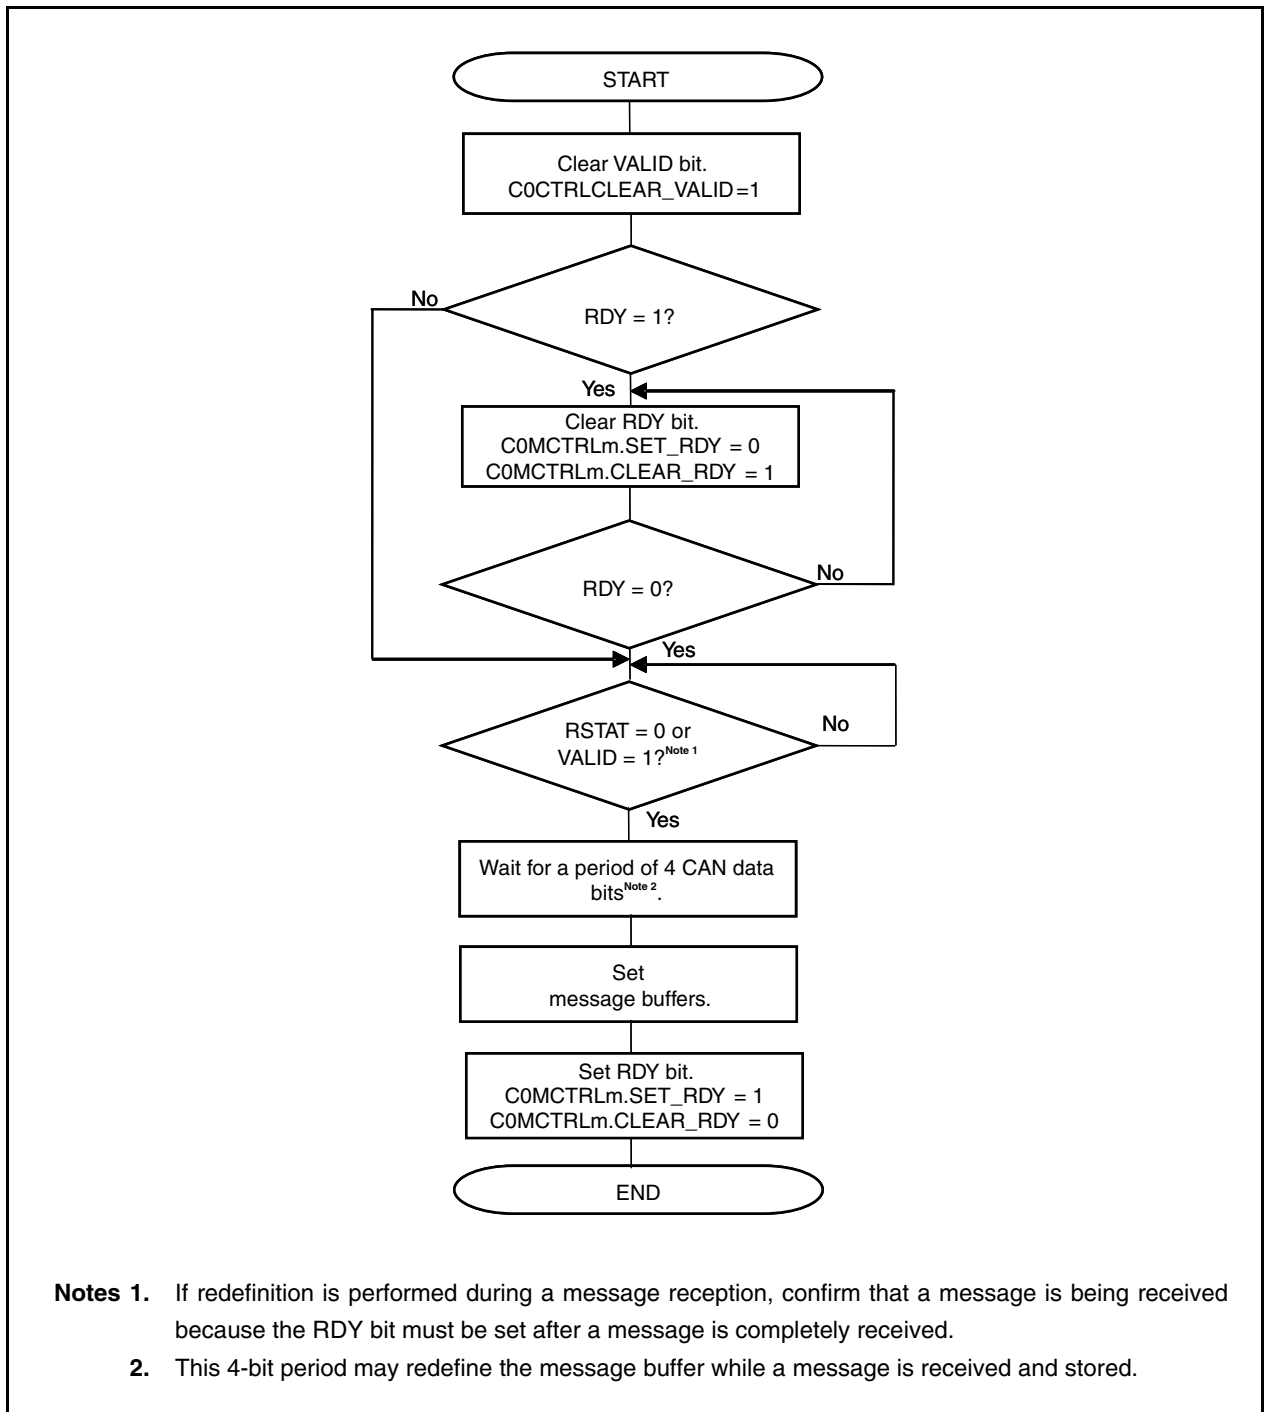 START
Clear VALID bit.
C0CTRLCLEAR_VALID=1
No
RDY = 1?
Yes
Clear RDY bit.
C0MCTRLm.SET_RDY = 0
C0MCTRLm.CLEAR_RDY = 1
No
RDY = 0?
Yes
RSTAT = 0 or
VALID = 1?Note 1
No
Yes
Wait for a period of 4 CAN data
bitsNote 2.
Set
message buffers.
Set RDY bit.
C0MCTRLm.SET_RDY = 1
C0MCTRLm.CLEAR_RDY = 0
END
Notes 1. If redefinition is performed during a message reception, confirm that a message is being received
because the RDY bit must be set after a message is completely received.
2. This 4-bit period may redefine the message buffer while a message is received and stored.